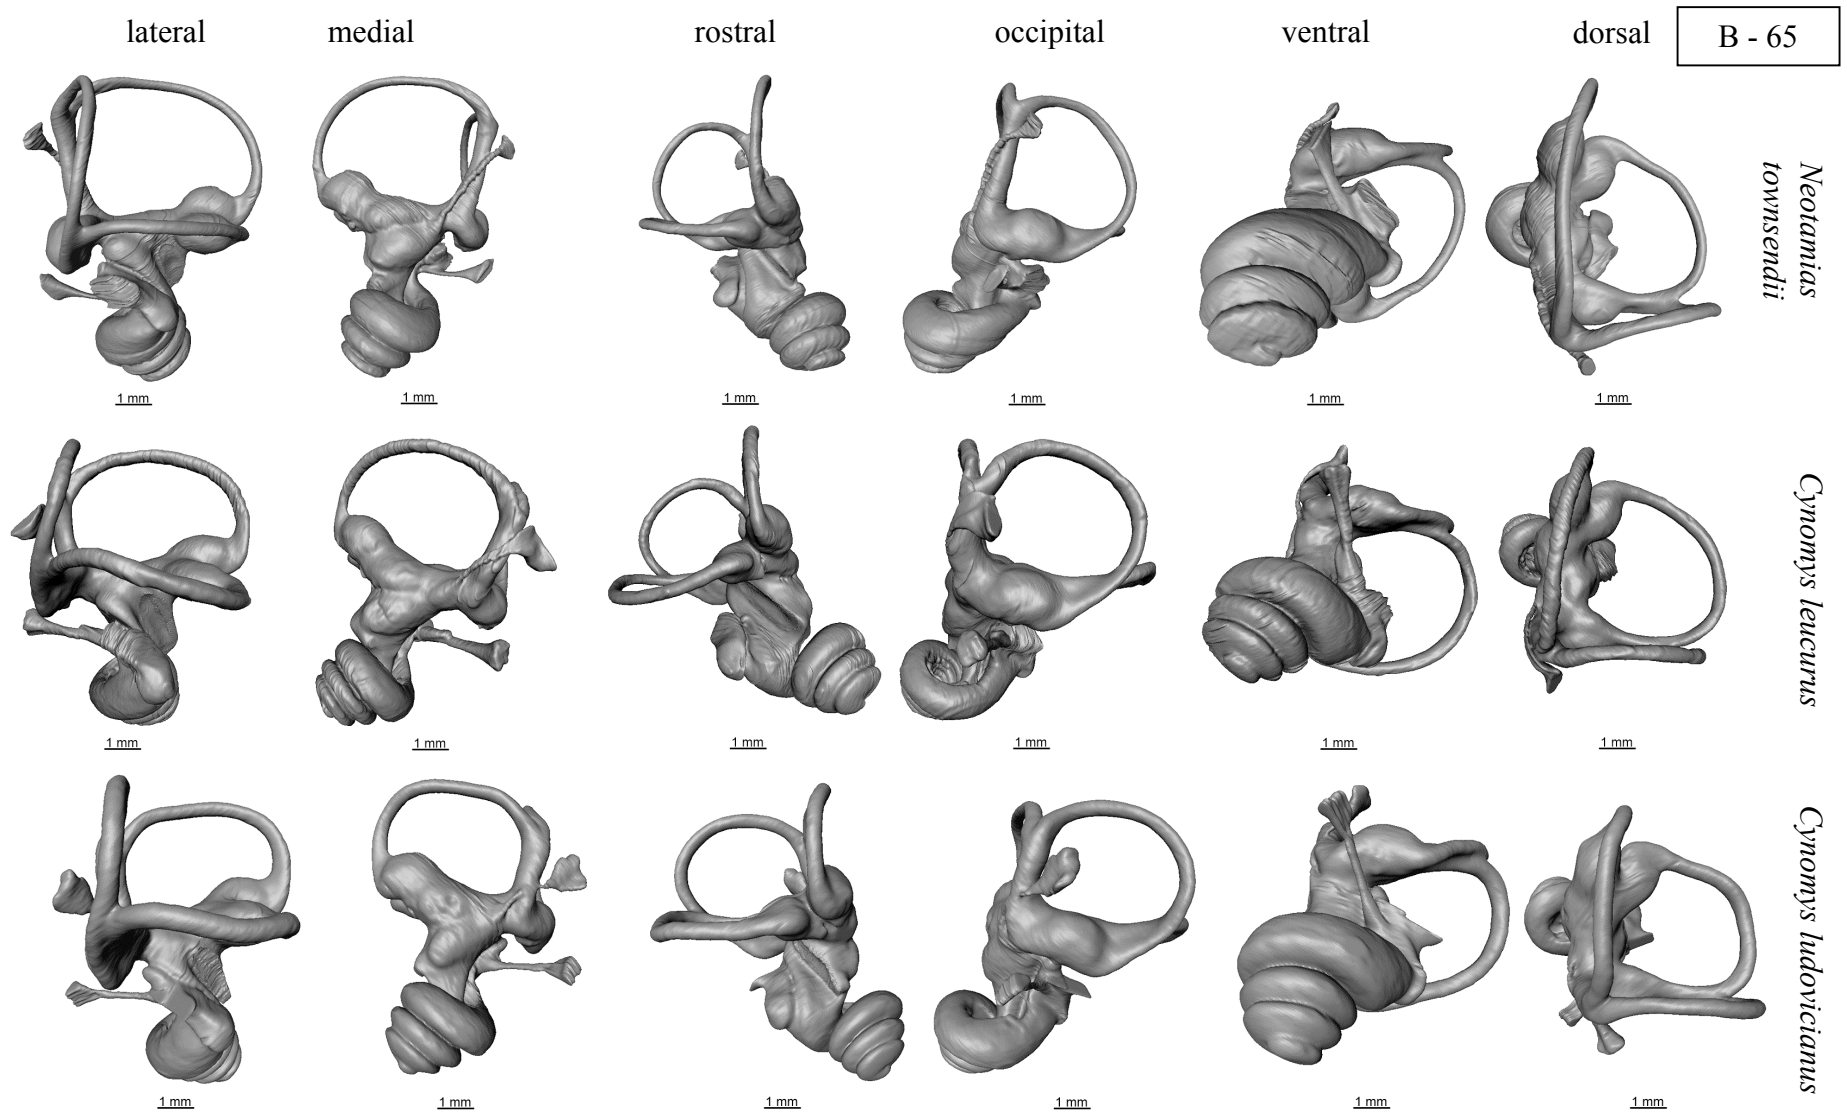 lateral medial rostral occipital ventral dorsal B - 65
Neotamias
townsendii
1 mm 1 mm 1 mm 1 mm 1 mm 1 mm
Cynomys leucurus
1 mm 1 mm 1 mm 1 mm 1 mm 1 mm
Cynomys ludovicianus
1 mm 1 mm 1 mm 1 mm 1 mm 1 mm